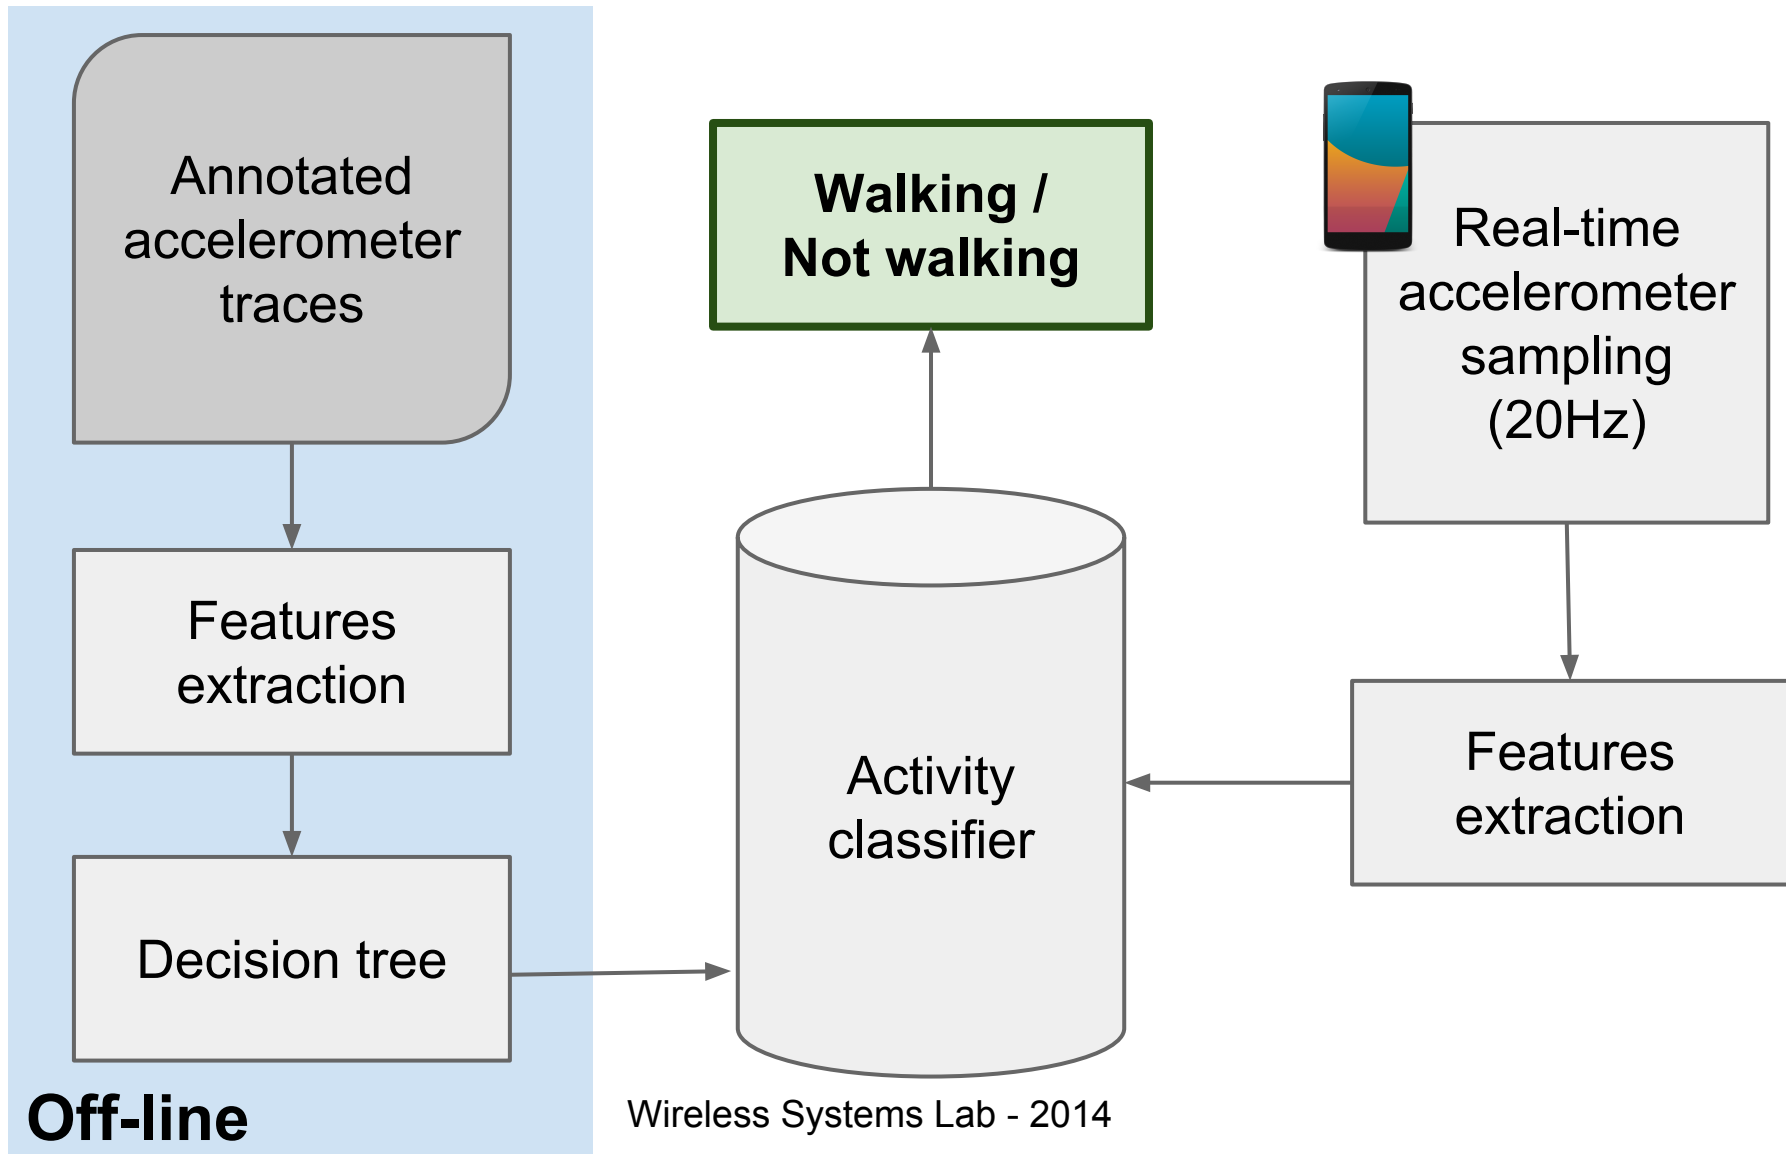 Annotated
accelerometer
traces
Features
extraction
Decision tree
Off-line
Walking /
Not walking
Activity
classifier
Wireless Systems Lab - 2014
Real-time
accelerometer
sampling
(20Hz)
Features
extraction